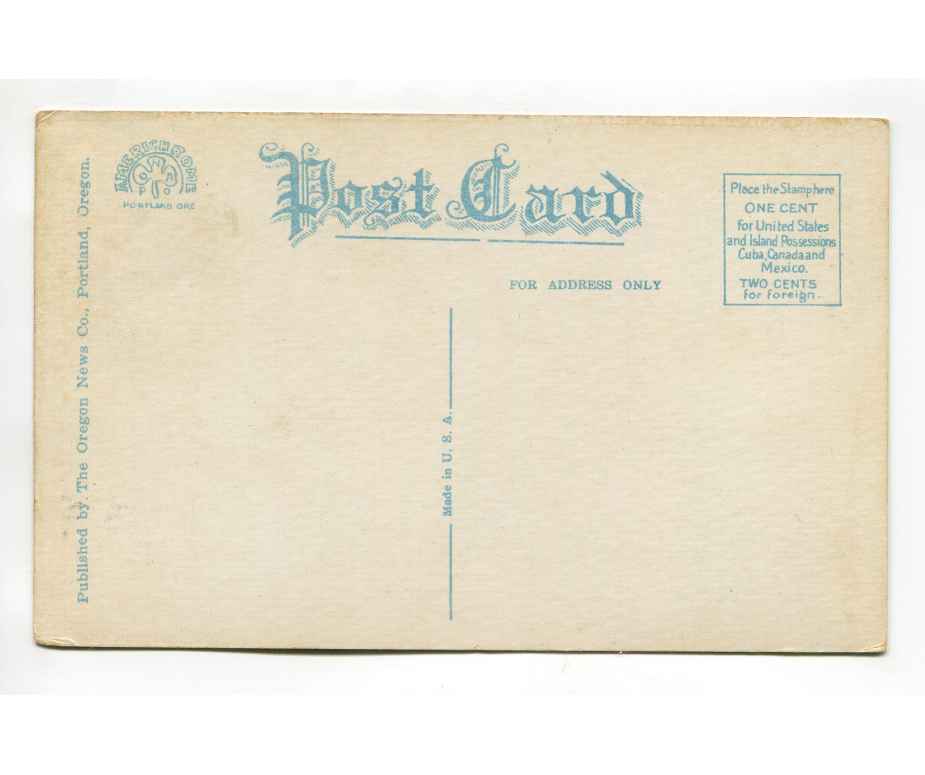 AMERICHROME
PORTLAND ORE
Post Card
Place the Stamp here
ONE CENT
for United States
and Island Possessions
Cuba, Canada and
Mexico.
TWO CENTS
for foreign.
FOR ADDRESS ONLY
Published by The Oregon News Co., Portland, Oregon.
Made in U. S. A.